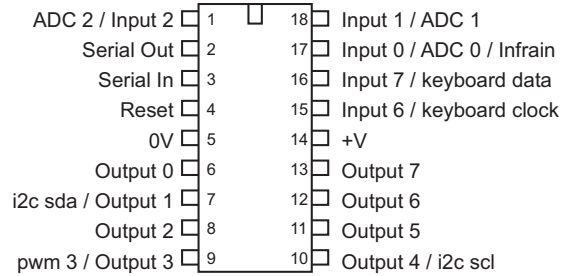 ADC 2 / Input 2 1 18 Input 1 / ADC 1
Serial Out 2 17 Input 0 / ADC 0 / Infrain
Serial In 3 16 Input 7 / keyboard data
Reset 4 15 Input 6 / keyboard clock
0V 5 14 +V
Output 0 6 13 Output 7
i2c sda / Output 1 7 12 Output 6
Output 2 8 11 Output 5
pwm 3 / Output 3 9 10 Output 4 / i2c scl